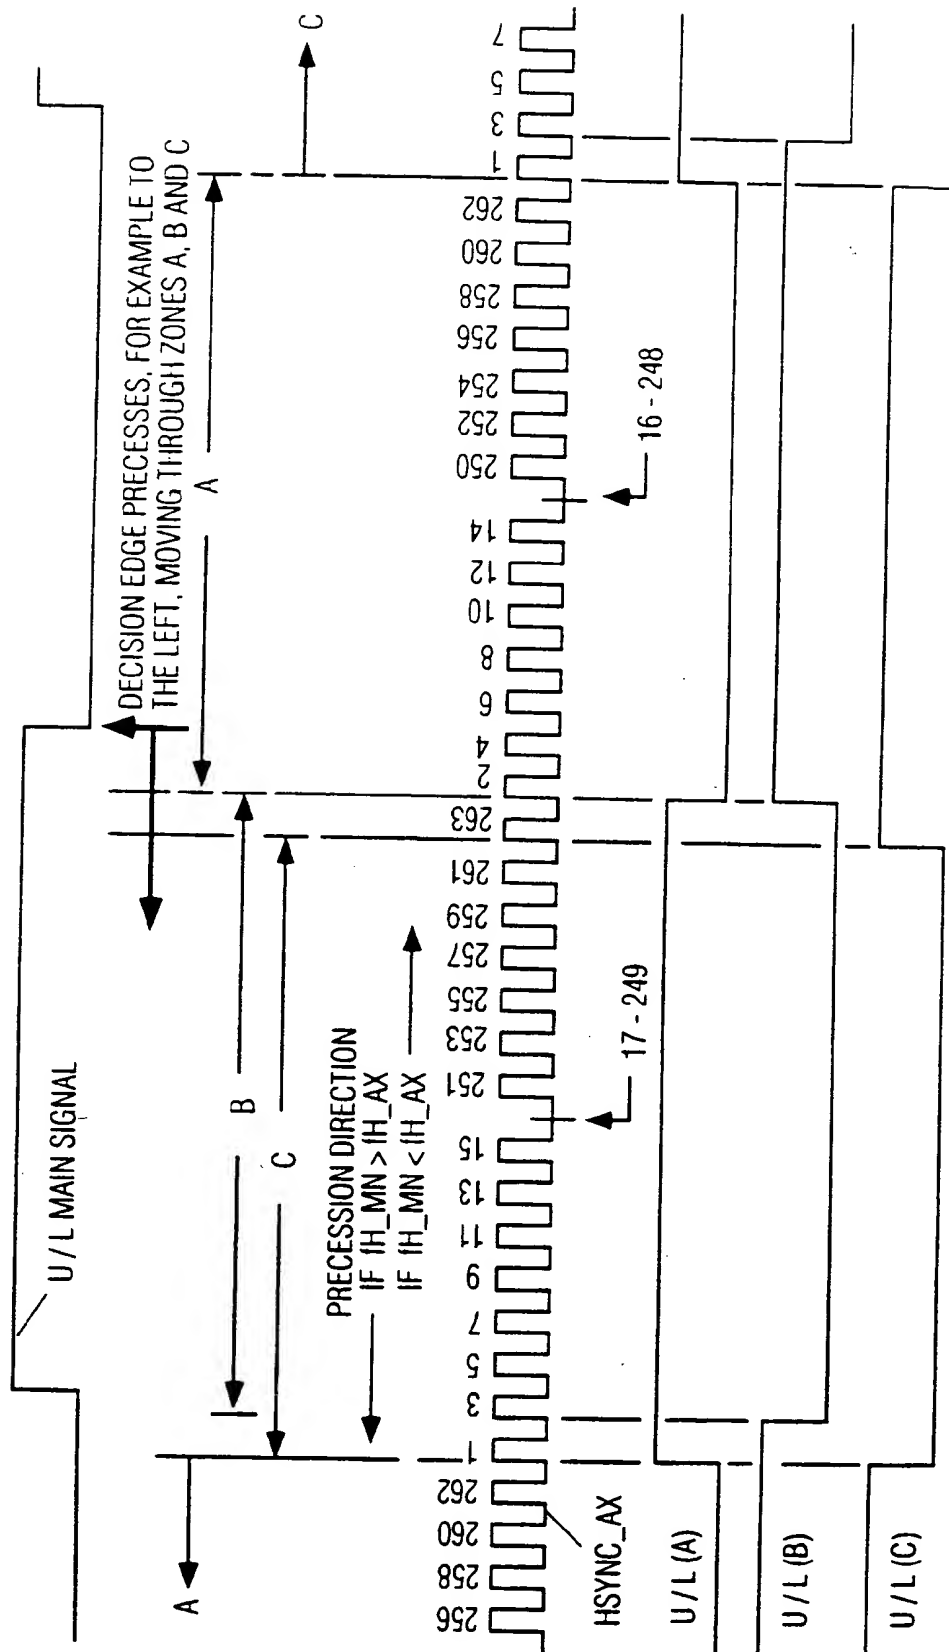 U / L MAIN SIGNAL
DECISION EDGE PRECESSES, FOR EXAMPLE TO
THE LEFT, MOVING THROUGH ZONES A, B AND C
A
A
C
B
C
PRECESSION DIRECTION
IF fH_MN > fH_AX
IF fH_MN < fH_AX
256 258 260 262 1 3 5 7 9 11 13 15 251 253 255 257 259 261 263 2 4 6 8 10 12 14 250 252 254 256 258 260 262 1 3 5 7
HSYNC_AX
17 - 249
16 - 248
U / L (A)
U / L (B)
U / L (C)